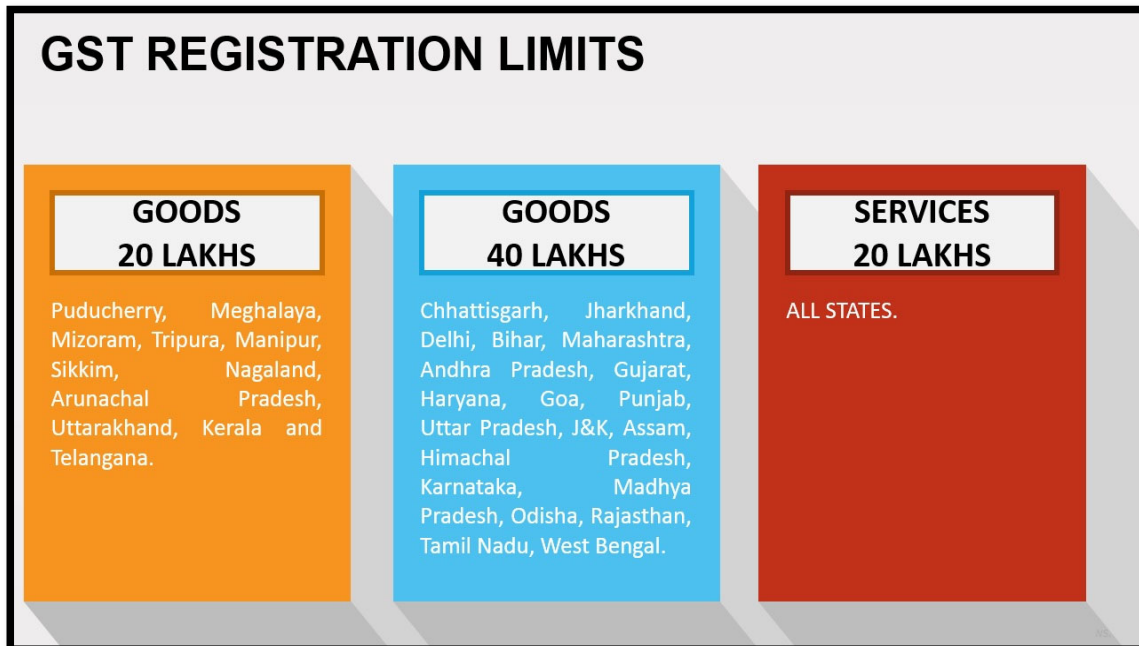 GST REGISTRATION LIMITS
GOODS
20 LAKHS
Puducherry, Meghalaya,
Mizoram, Tripura, Manipur,
Sikkim, Nagaland,
Arunachal Pradesh,
Uttarakhand, Kerala and
Telangana.
GOODS
40 LAKHS
Chhattisgarh, Jharkhand,
Delhi, Bihar, Maharashtra,
Andhra Pradesh, Gujarat,
Haryana, Goa, Punjab,
Uttar Pradesh, J&K, Assam,
Himachal Pradesh,
Karnataka, Madhya
Pradesh, Odisha, Rajasthan,
Tamil Nadu, West Bengal.
SERVICES
20 LAKHS
ALL STATES.